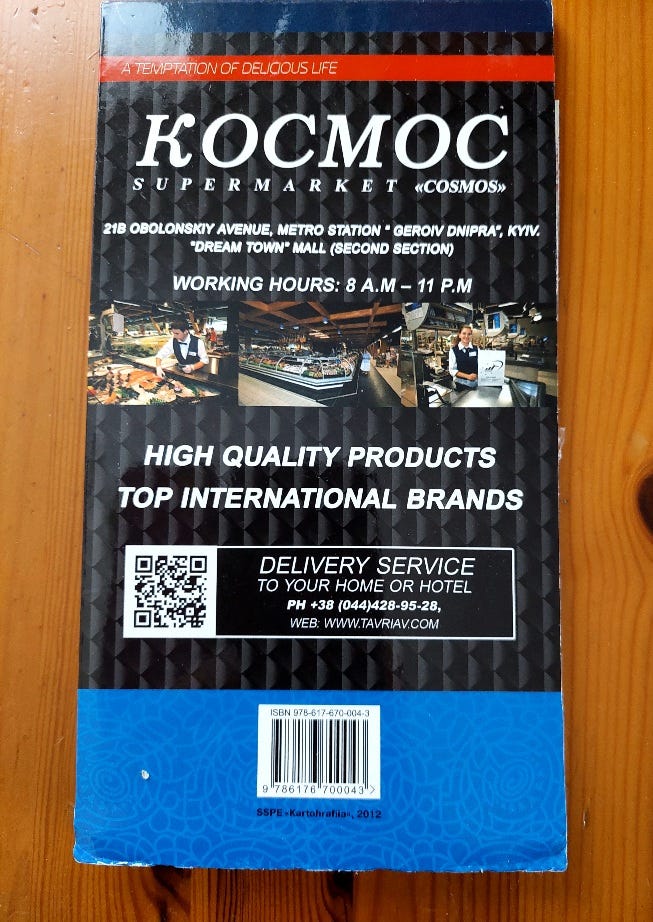 A TEMPTATION OF DELICIOUS LIFE
КОСМОС
SUPERMARKET «COSMOS»
21B OBOLONSKIY AVENUE, METRO STATION " GEROIV DNIPRA", KYIV.
"DREAM TOWN" MALL (SECOND SECTION)
WORKING HOURS: 8 A.M – 11 P.M
HIGH QUALITY PRODUCTS
TOP INTERNATIONAL BRANDS
DELIVERY SERVICE
TO YOUR HOME OR HOTEL
PH +38 (044)428-95-28,
WEB: WWW.TAVRIAV.COM
ISBN 978-617-670-004-3
9 786176 700043 >
SSPE «Kartohrafiia», 2012